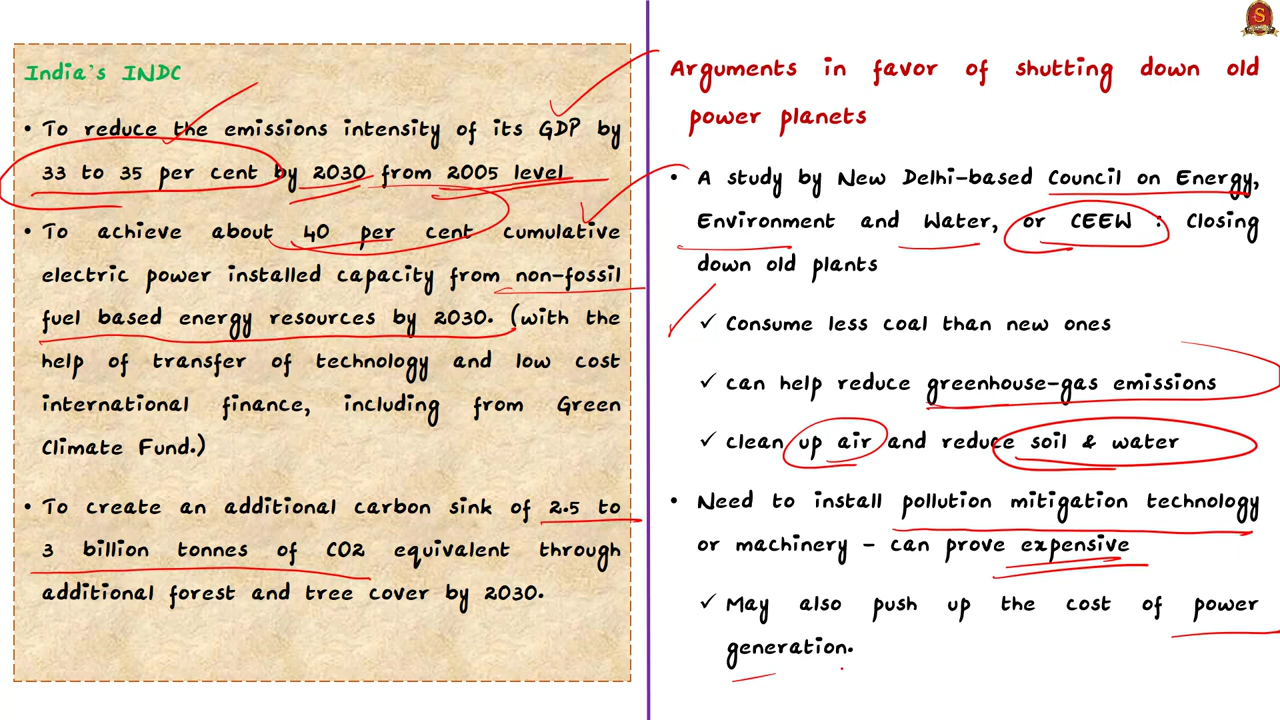 India's INDC
• To reduce the emissions intensity of its GDP by
33 to 35 per cent by 2030 from 2005 level
• To achieve about 40 per cent cumulative
electric power installed capacity from non-fossil
fuel based energy resources by 2030. (with the
help of transfer of technology and low cost
international finance, including from Green
Climate Fund.)
• To create an additional carbon sink of 2.5 to
3 billion tonnes of CO2 equivalent through
additional forest and tree cover by 2030.
Arguments in favor of shutting down old
power planets
• A study by New Delhi-based Council on Energy,
Environment and Water, or CEEW : Closing
down old plants
✓ Consume less coal than new ones
✓ can help reduce greenhouse-gas emissions
✓ clean up air and reduce soil & water
• Need to install pollution mitigation technology
or machinery - can prove expensive
✓ May also push up the cost of power
generation.
S